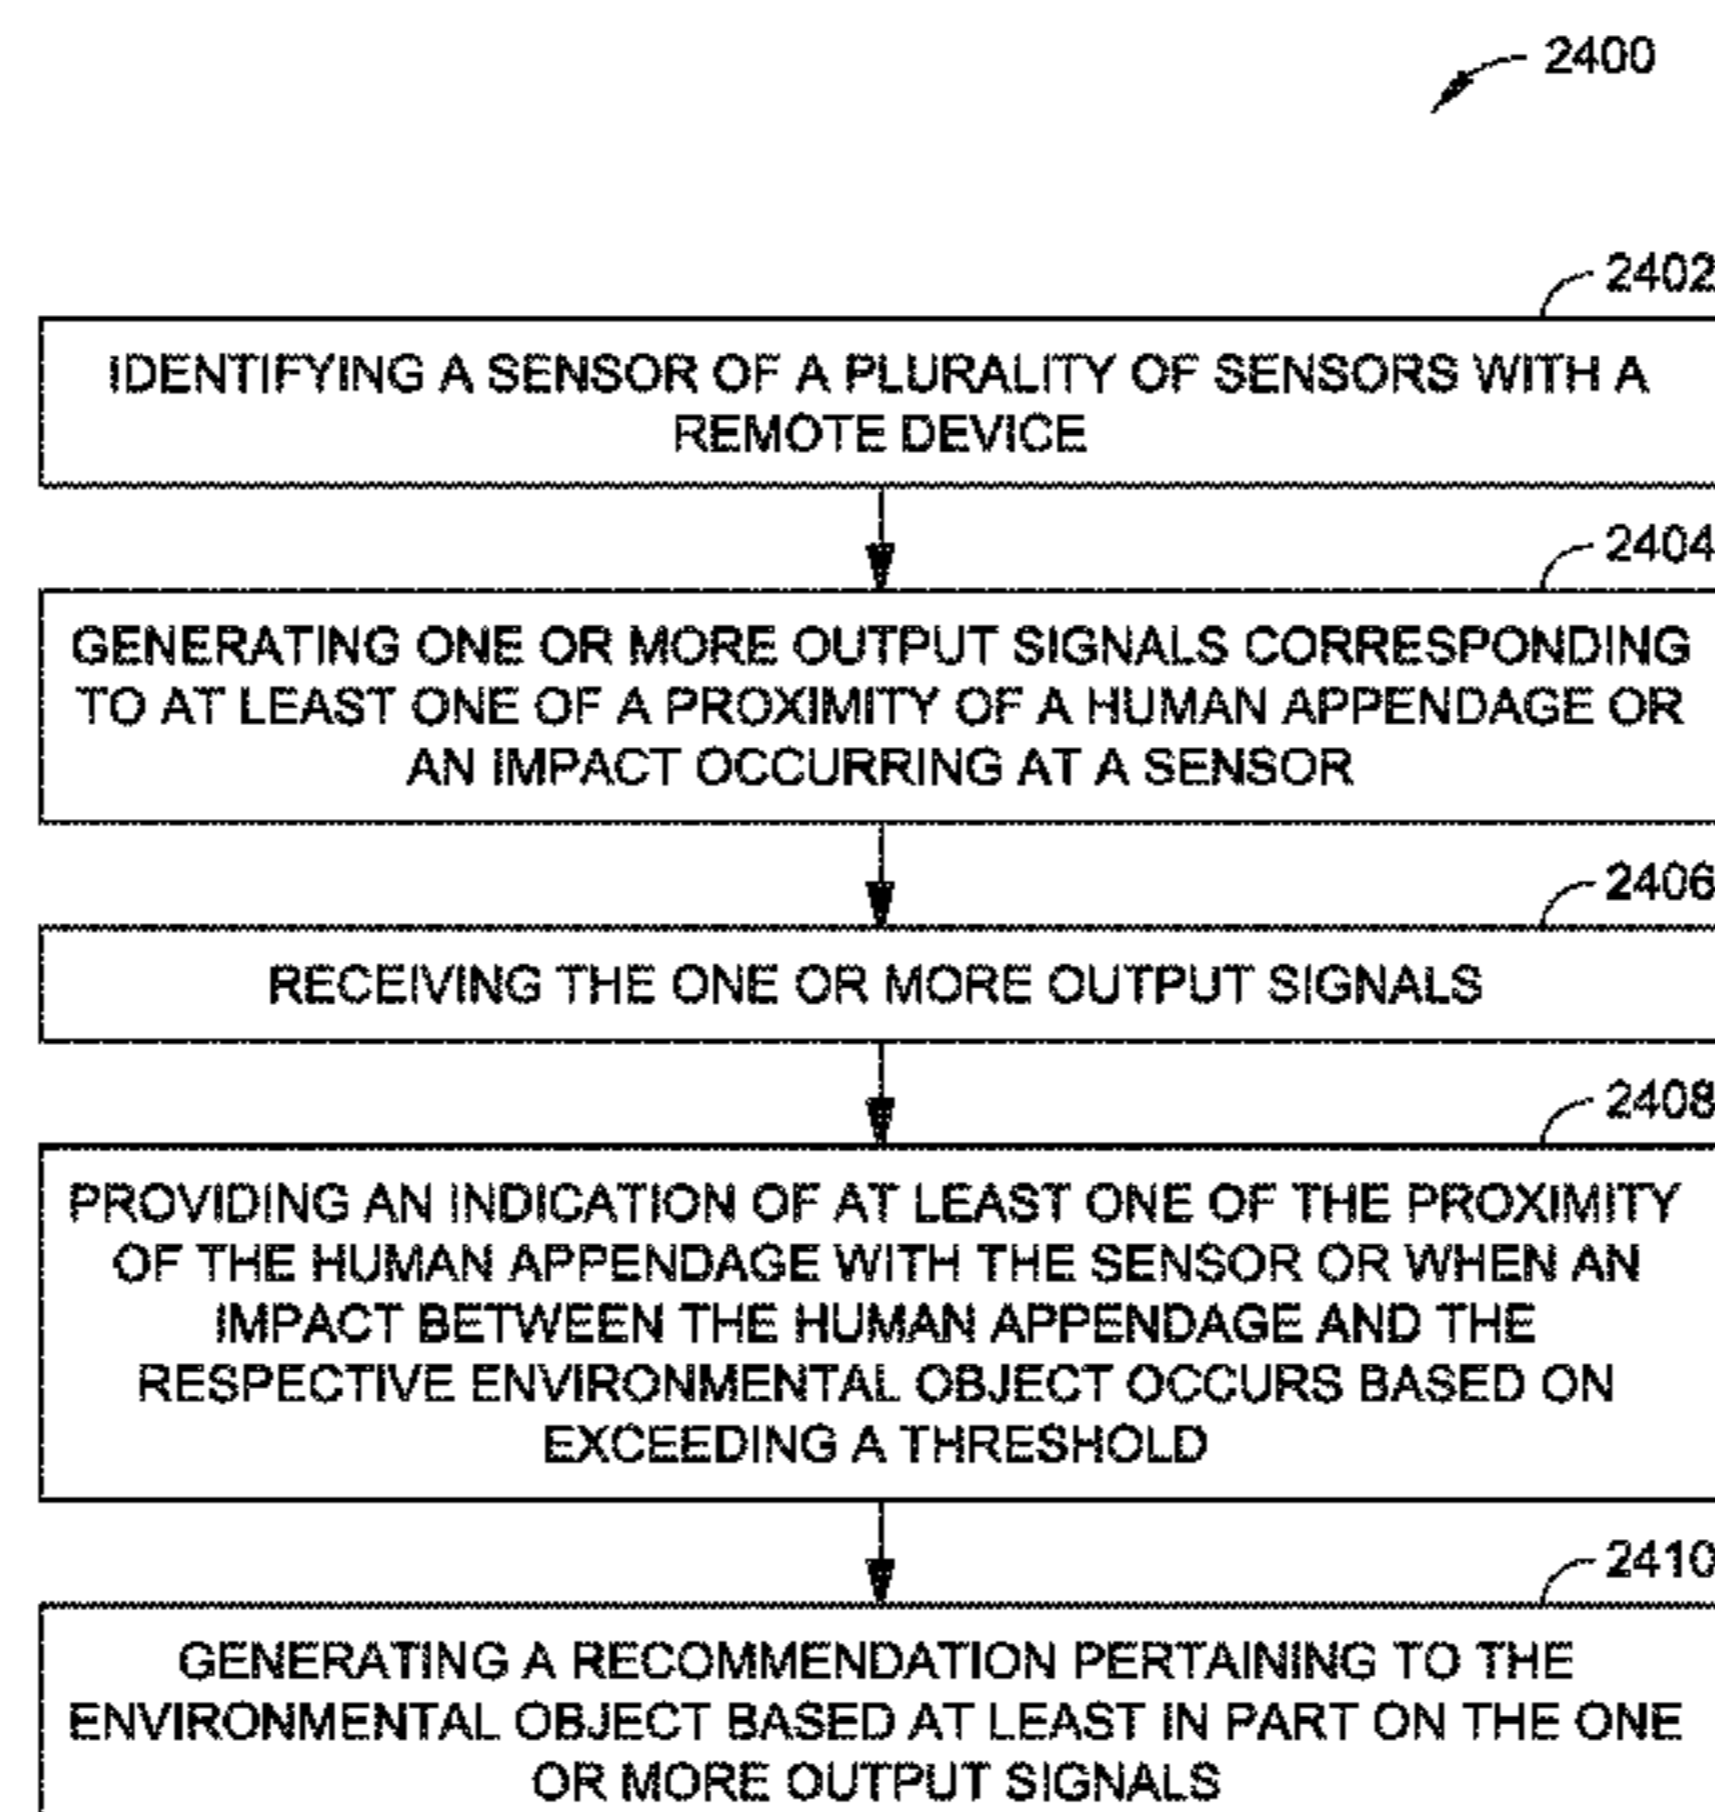 2400
2402
IDENTIFYING A SENSOR OF A PLURALITY OF SENSORS WITH A
REMOTE DEVICE
2404
GENERATING ONE OR MORE OUTPUT SIGNALS CORRESPONDING
TO AT LEAST ONE OF A PROXIMITY OF A HUMAN APPENDAGE OR
AN IMPACT OCCURRING AT A SENSOR
2406
RECEIVING THE ONE OR MORE OUTPUT SIGNALS
2408
PROVIDING AN INDICATION OF AT LEAST ONE OF THE PROXIMITY
OF THE HUMAN APPENDAGE WITH THE SENSOR OR WHEN AN
IMPACT BETWEEN THE HUMAN APPENDAGE AND THE
RESPECTIVE ENVIRONMENTAL OBJECT OCCURS BASED ON
EXCEEDING A THRESHOLD
2410
GENERATING A RECOMMENDATION PERTAINING TO THE
ENVIRONMENTAL OBJECT BASED AT LEAST IN PART ON THE ONE
OR MORE OUTPUT SIGNALS